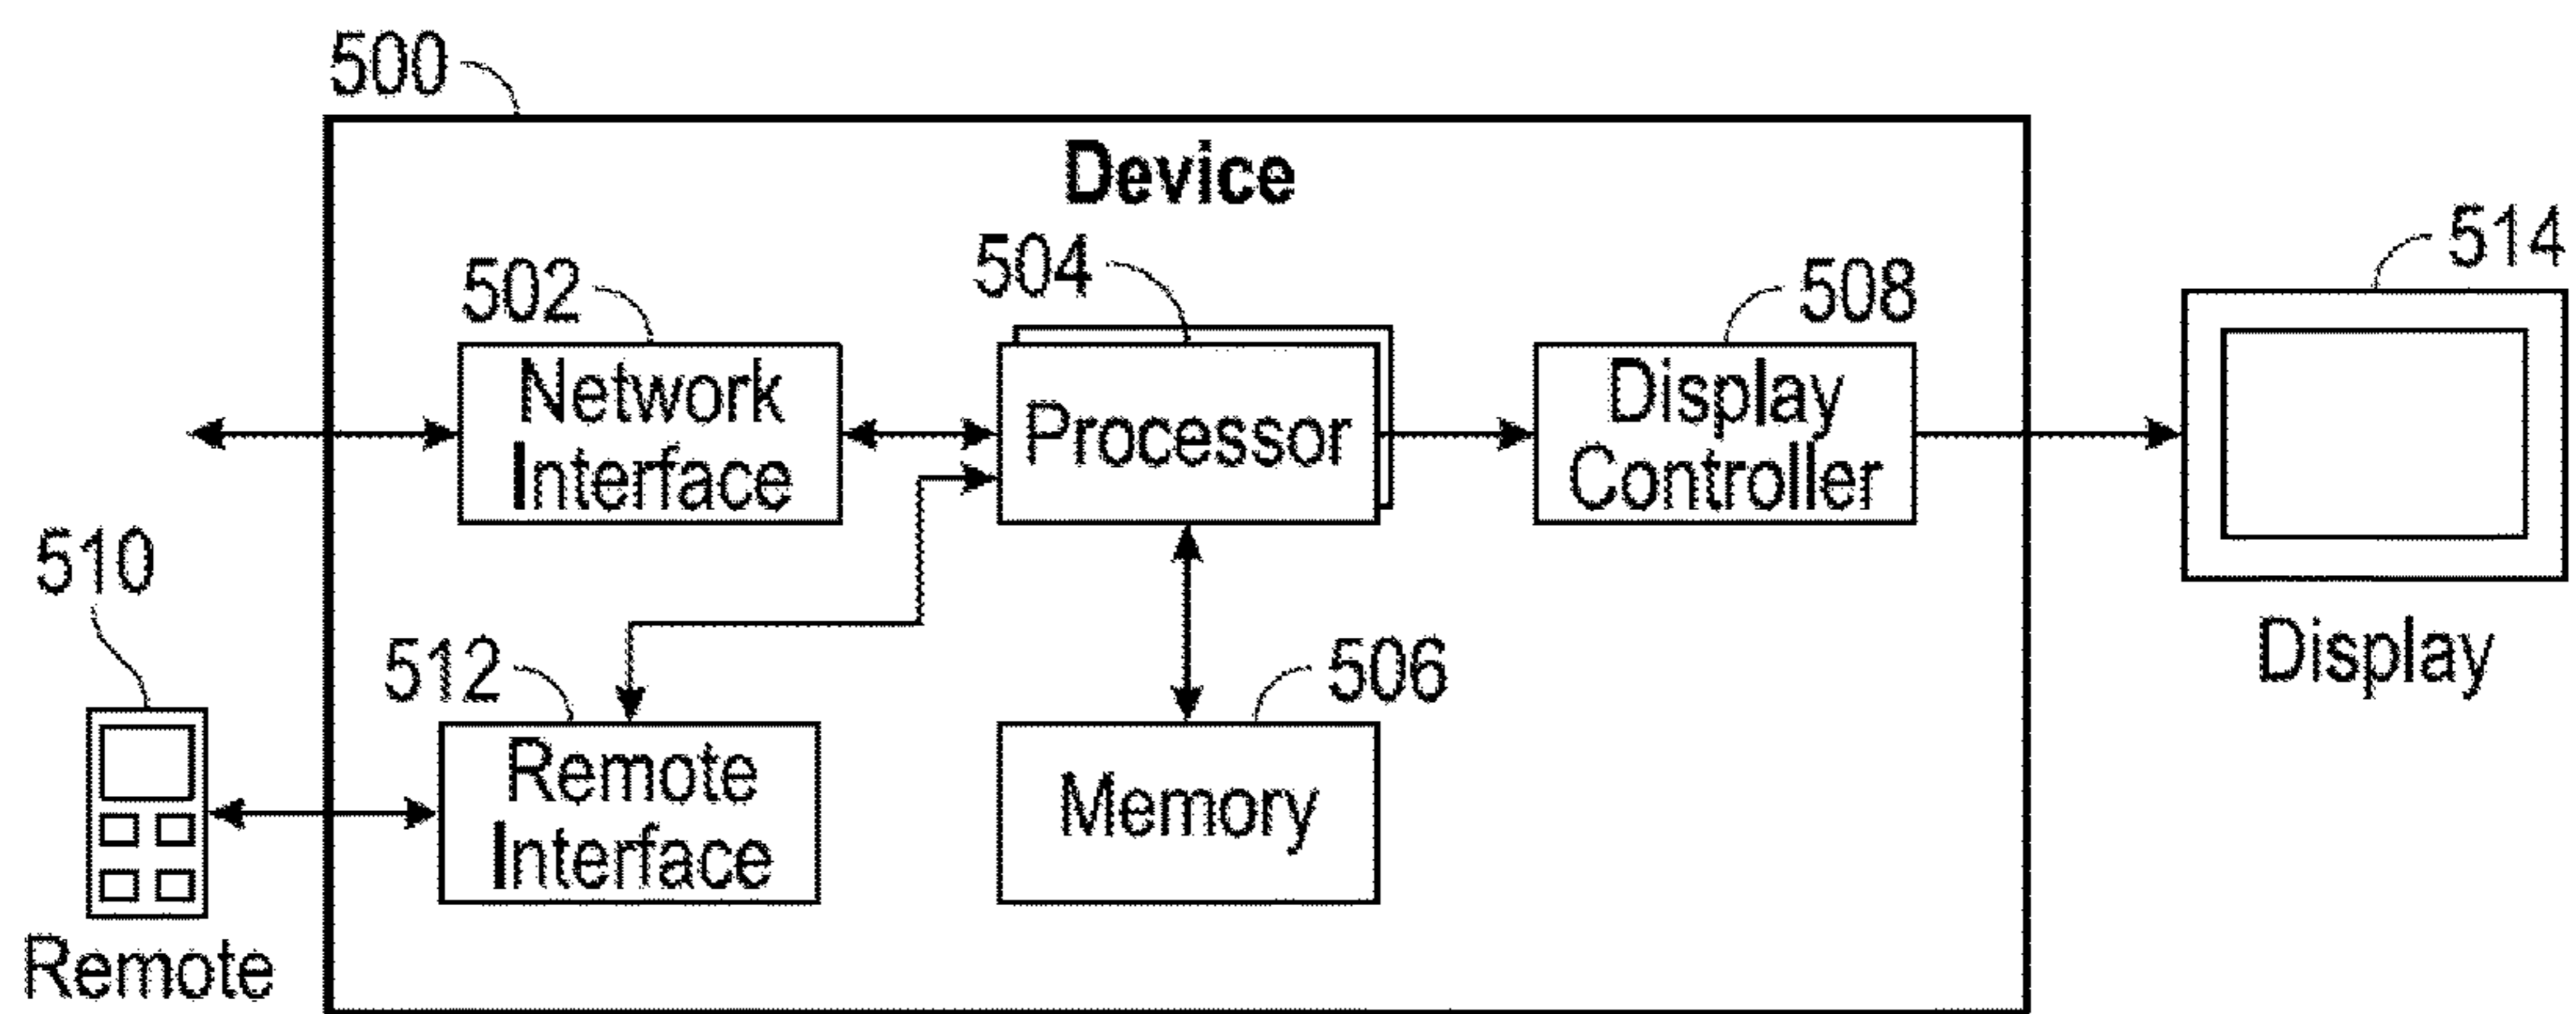 500
Device
514
504
502
508
Network
Interface
Processor
Display
Controller
510
512
506
Display
Remote
Interface
Memory
Remote